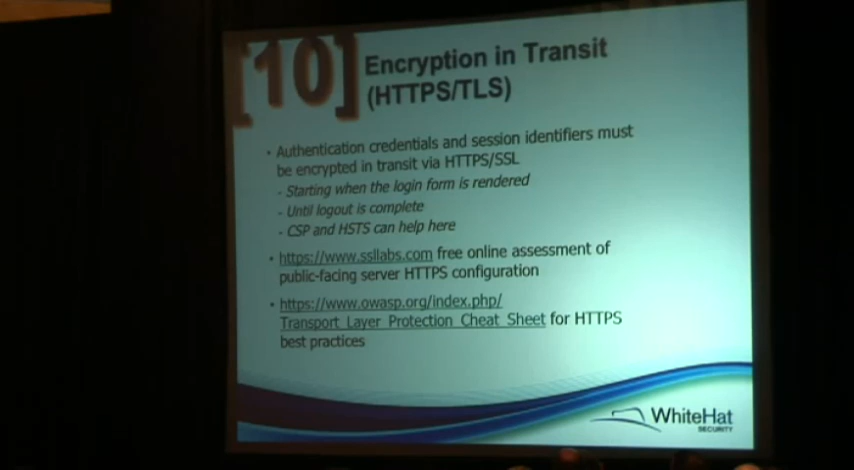 [10] Encryption in Transit
(HTTPS/TLS)
• Authentication credentials and session identifiers must
be encrypted in transit via HTTPS/SSL
- Starting when the login form is rendered
- Until logout is complete
- CSP and HSTS can help here
• https://www.ssllabs.com free online assessment of
public-facing server HTTPS configuration
• https://www.owasp.org/index.php/
Transport_Layer_Protection_Cheat_Sheet for HTTPS
best practices
WhiteHat
SECURITY